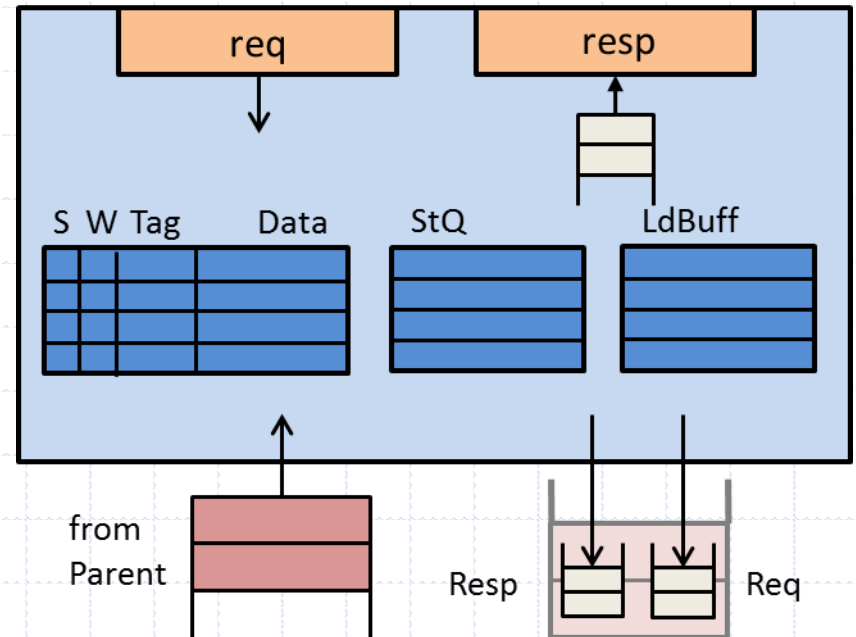 req
resp
S W Tag Data
StQ
LdBuff
from
Parent
Resp
Req